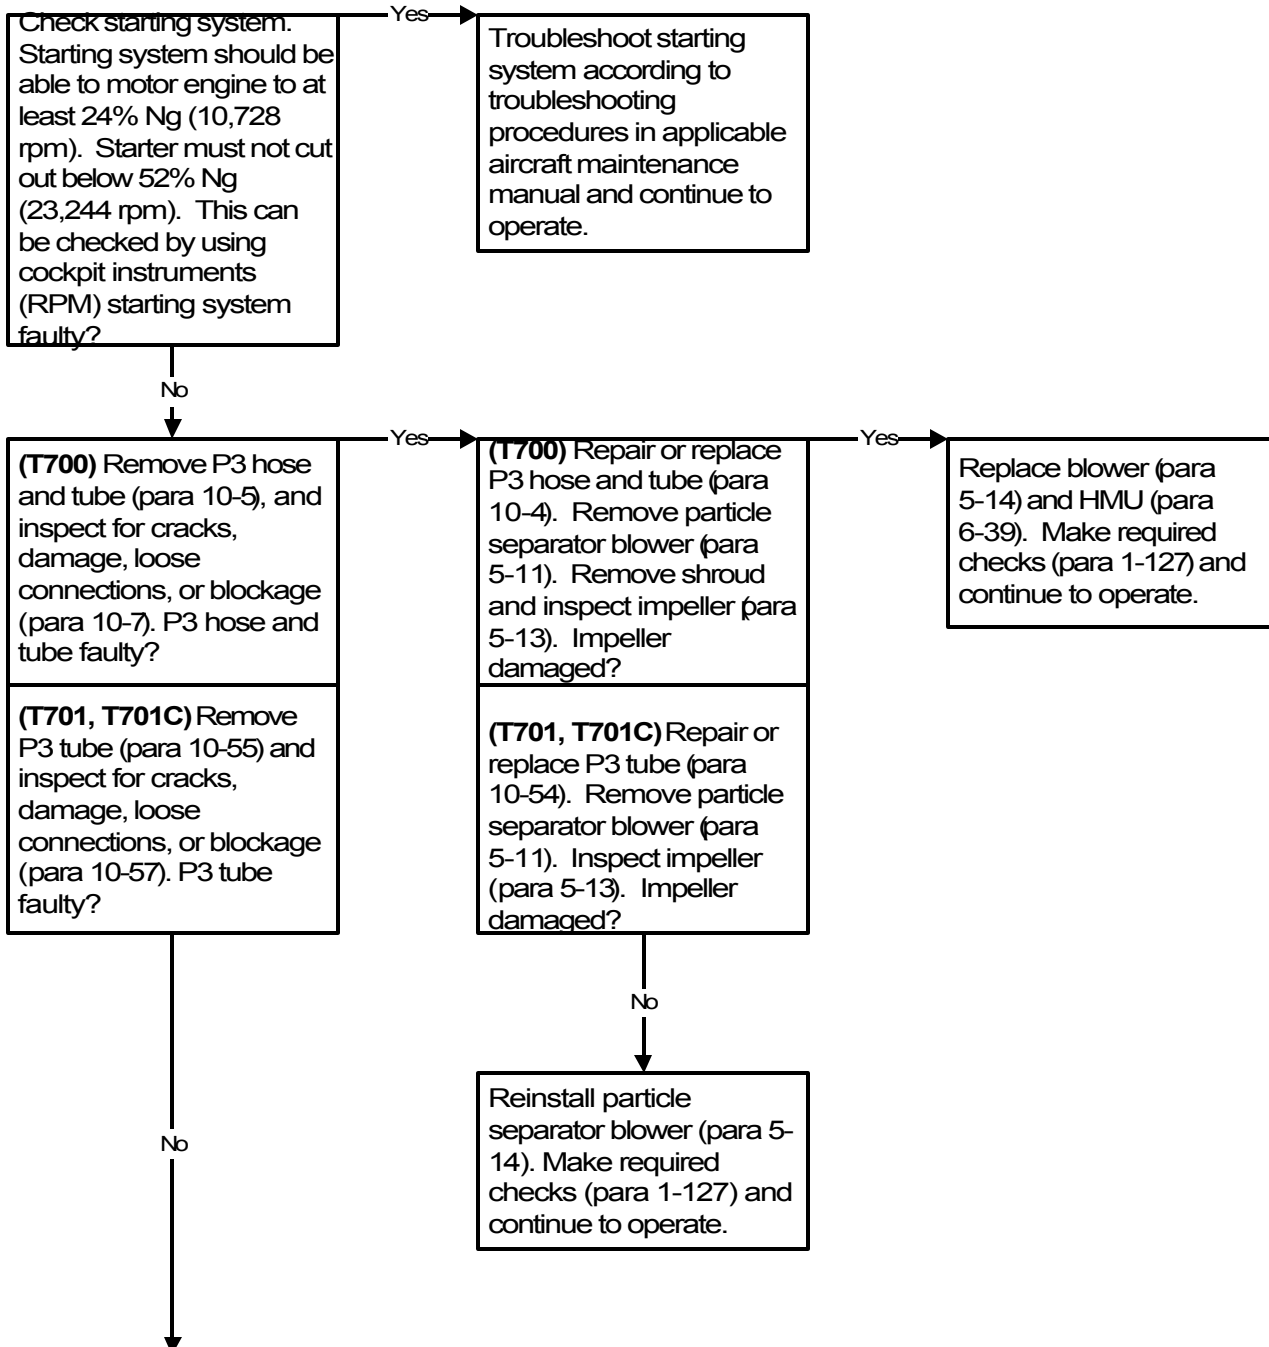 Check starting system.
Starting system should be
able to motor engine to at
least 24% Ng (10,728
rpm).  Starter must not cut
out below 52% Ng
(23,244 rpm).  This can
be checked by using
cockpit instruments
(RPM) starting system
faulty?
Yes
Troubleshoot starting
system according to
troubleshooting
procedures in applicable
aircraft maintenance
manual and continue to
operate.
No
(T700) Remove P3 hose
and tube (para 10-5), and
inspect for cracks,
damage, loose
connections, or blockage
(para 10-7). P3 hose and
tube faulty?
(T701, T701C) Remove
P3 tube (para 10-55) and
inspect for cracks,
damage, loose
connections, or blockage
(para 10-57). P3 tube
faulty?
Yes
(T700) Repair or replace
P3 hose and tube (para
10-4).  Remove particle
separator blower (para
5-11).  Remove shroud
and inspect impeller (para
5-13).  Impeller
damaged?
(T701, T701C) Repair or
replace P3 tube (para
10-54).  Remove particle
separator blower (para
5-11).  Inspect impeller
(para 5-13).  Impeller
damaged?
Yes
Replace blower (para
5-14) and HMU (para
6-39).  Make required
checks (para 1-127) and
continue to operate.
No
Reinstall particle
separator blower (para 5-
14). Make required
checks (para 1-127) and
continue to operate.
No